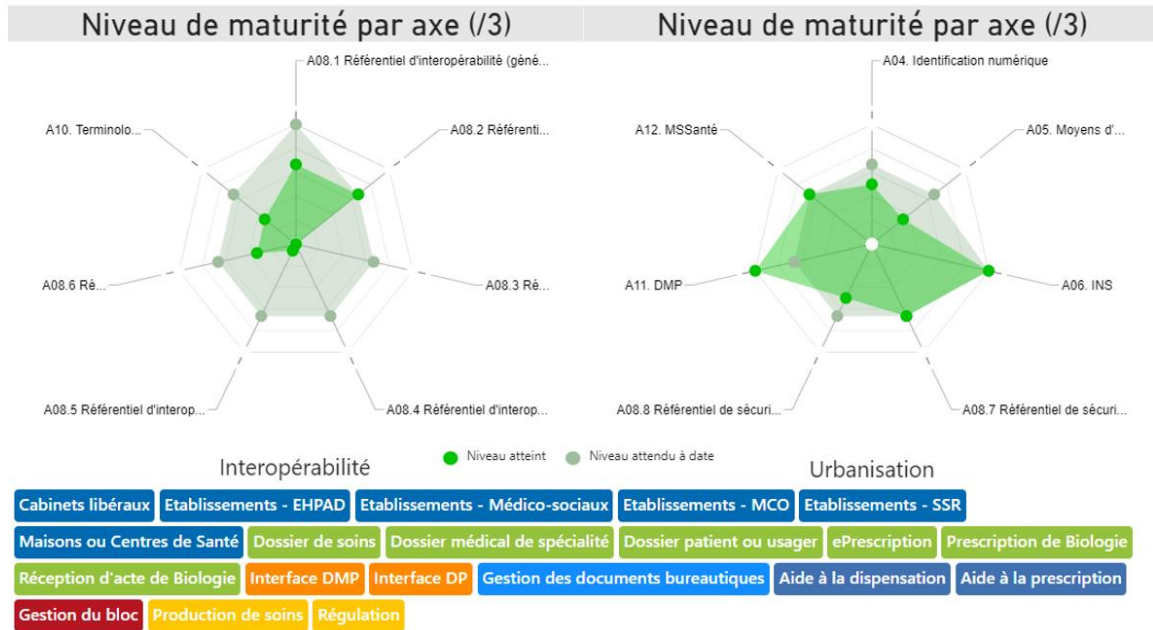 Niveau de maturité par axe (/3)
Niveau de maturité par axe (/3)
A08.1 Référentiel d'interopérabilité (géné...
A10. Terminolo...
A08.2 Référenti...
A08.6 Ré...
A08.3 Ré...
A08.5 Référentiel d'interop...
A08.4 Référentiel d'interop...
A04. Identification numérique
A12. MSSanté
A05. Moyens d'...
A11. DMP
A06. INS
A08.8 Référentiel de sécuri...
A08.7 Référentiel de sécuri...
Interopérabilité
Niveau atteint
Niveau attendu à date
Urbanisation
Cabinets libéraux Etablissements - EHPAD Etablissements - Médico-sociaux Etablissements - MCO Etablissements - SSR
Maisons ou Centres de Santé Dossier de soins Dossier médical de spécialité Dossier patient ou usager ePrescription Prescription de Biologie
Réception d'acte de Biologie Interface DMP Interface DP Gestion des documents bureautiques Aide à la dispensation Aide à la prescription
Gestion du bloc Production de soins Régulation